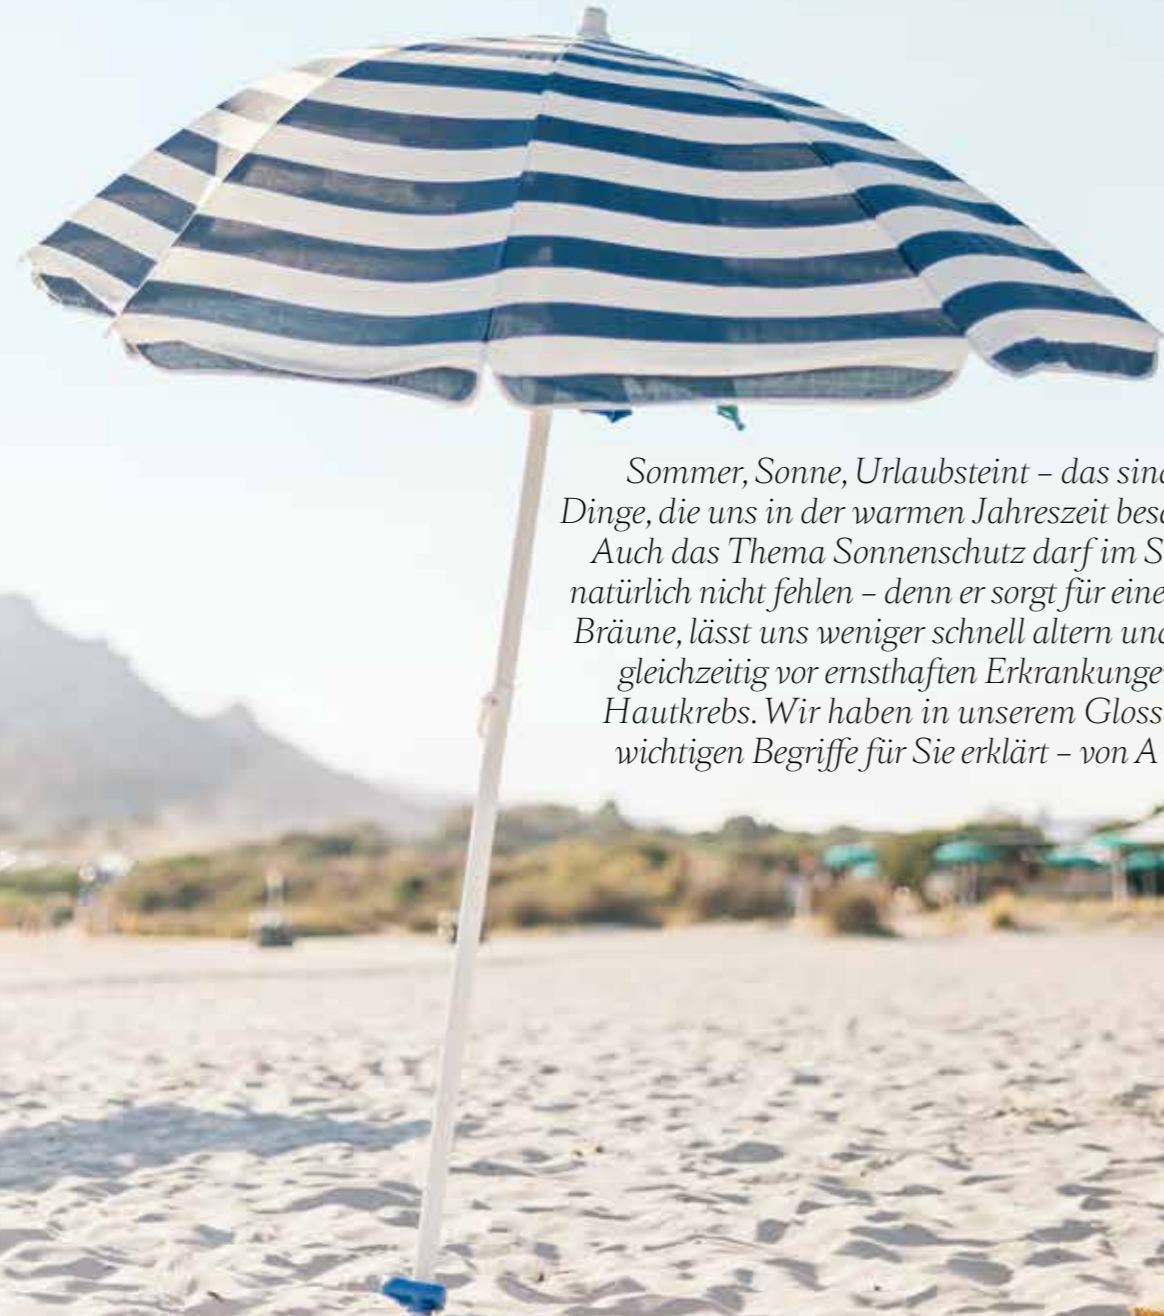 Sommer, Sonne, Urlaubsteint – das sind
Dinge, die uns in der warmen Jahreszeit
Auch das Thema Sonnenschutz darf im
natürlich nicht fehlen – denn er sorgt für eine
Bräune, lässt uns weniger schnell altern und
gleichzeitig vor ernsthaften
Hautkrebs. Wir haben in unserem
wichtigen Begriffe für Sie erklärt – von A